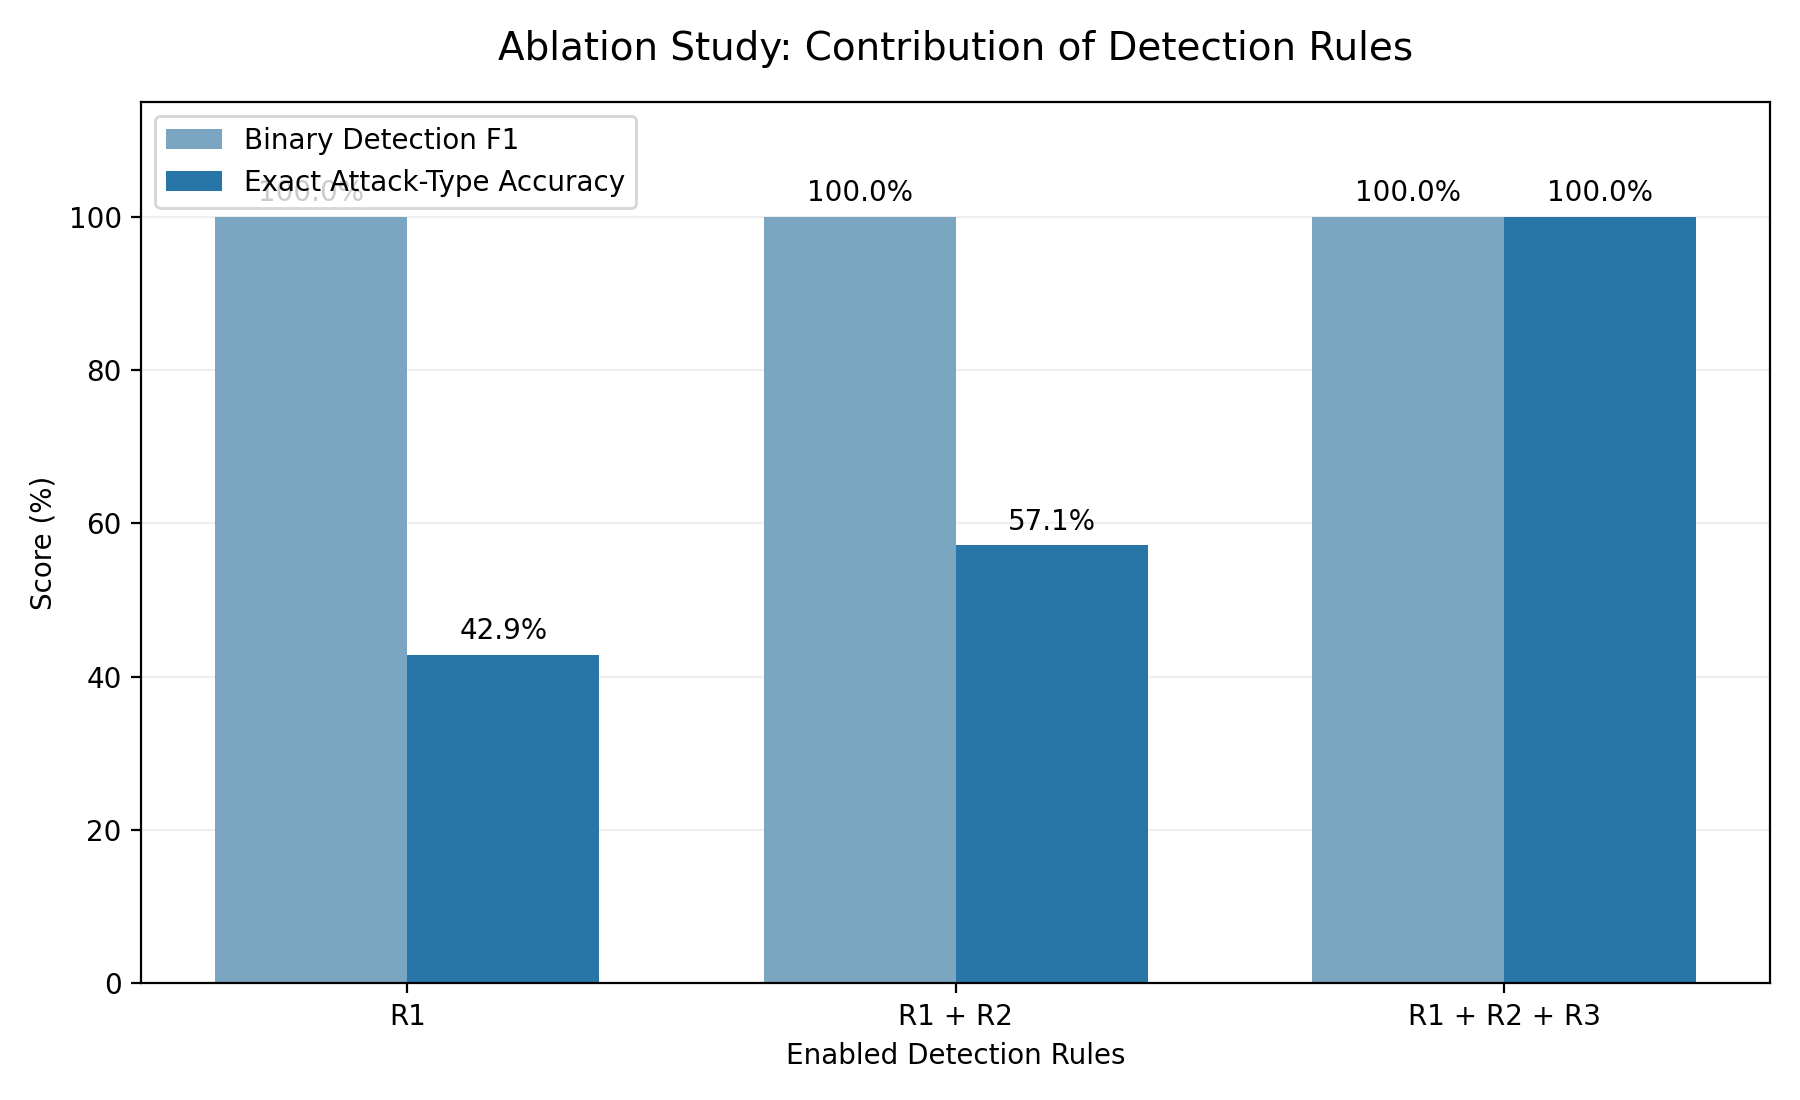 Ablation Study: Contribution of Detection Rules
Binary Detection F1
Exact Attack-Type Accuracy
100.0%
100.0%
100.0%
100.0%
57.1%
42.9%
100
80
60
40
20
0
Score (%)
R1
R1 + R2
R1 + R2 + R3
Enabled Detection Rules